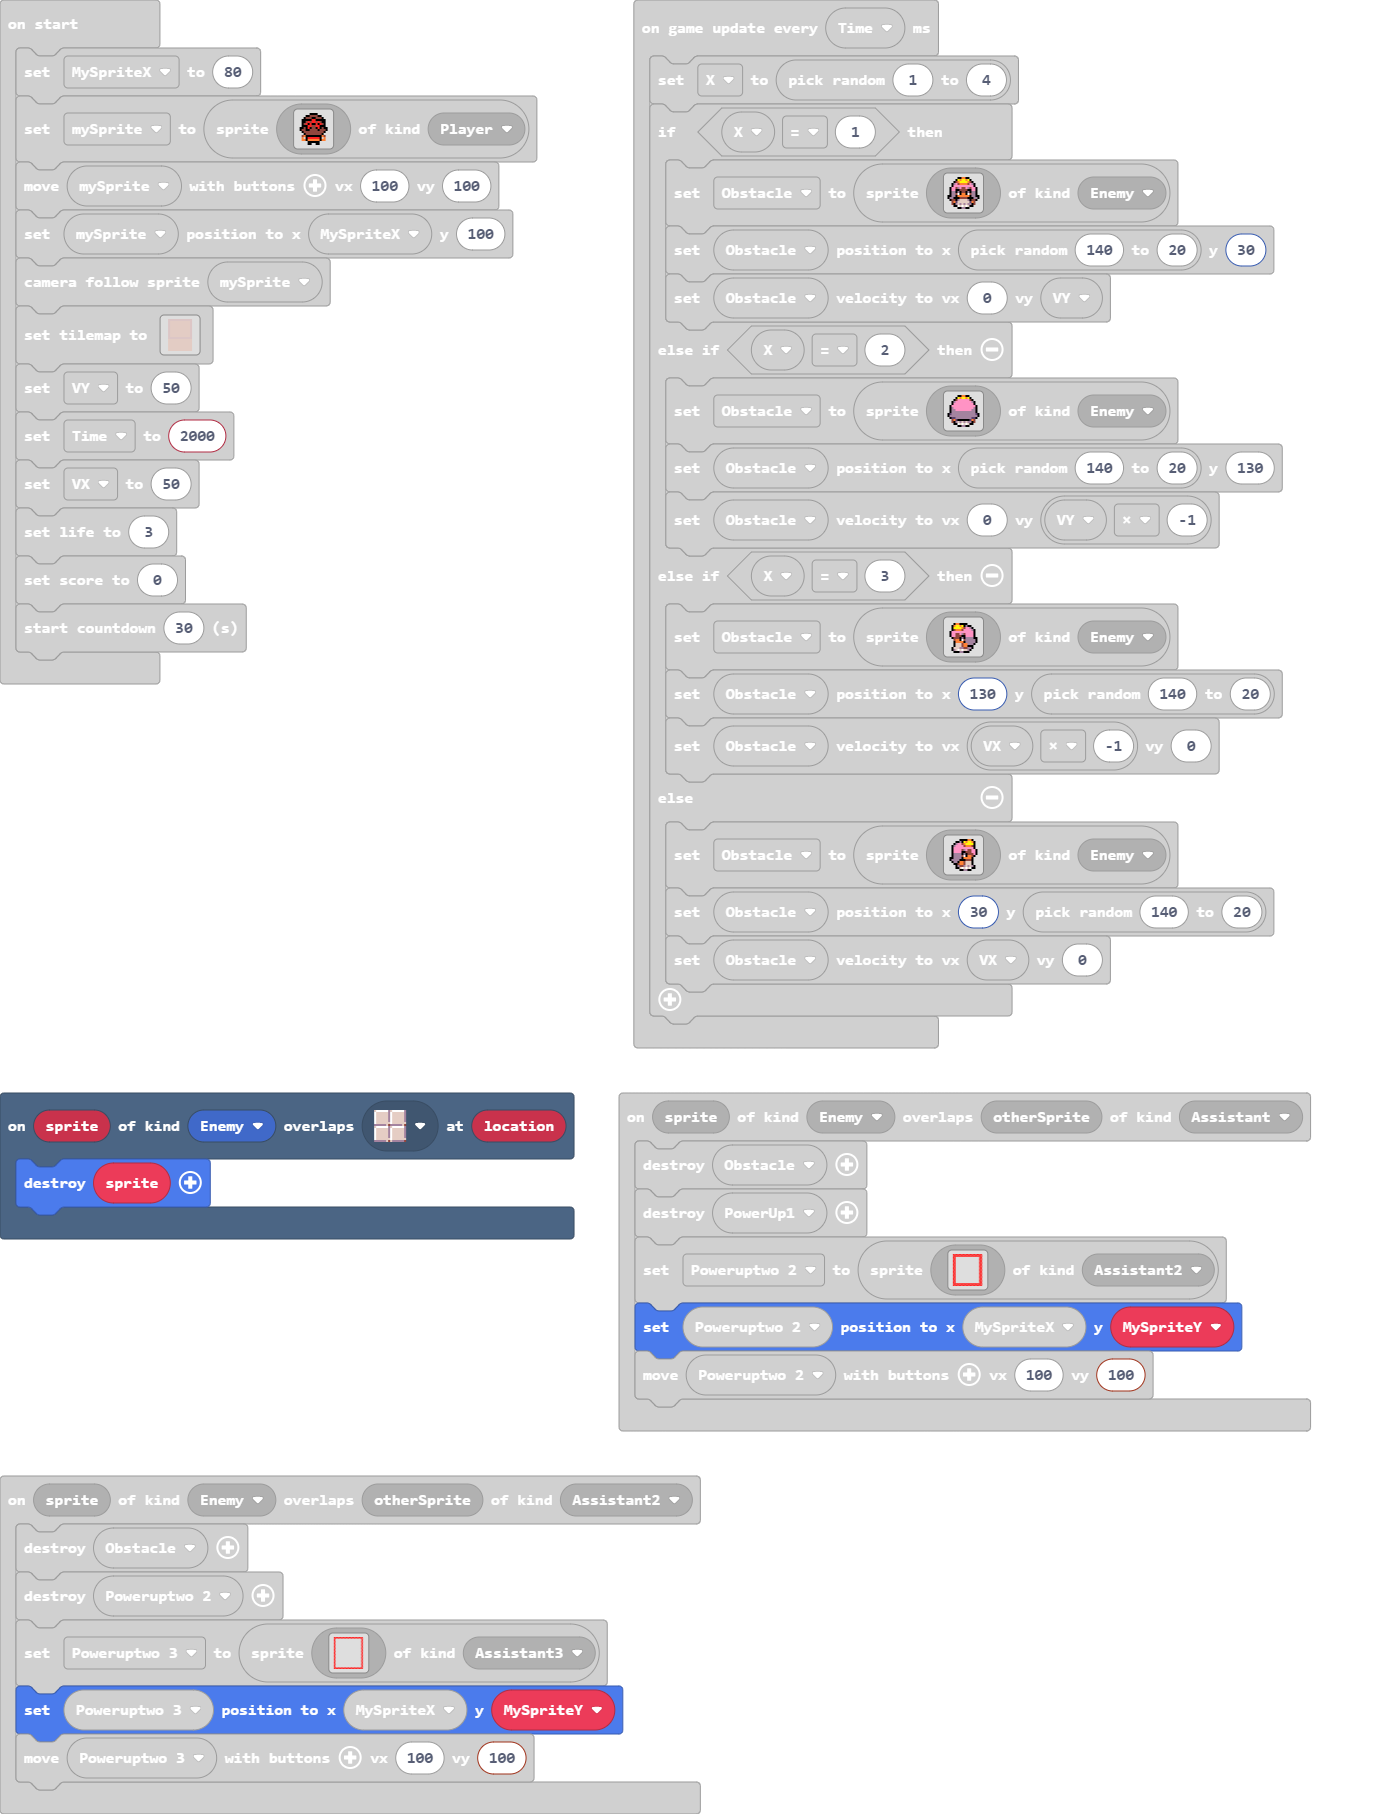 on start
set MySpriteX to 80
set mySprite to sprite of kind Player
move mySprite with buttons vx 100 vy 100
set mySprite position to x MySpriteX y 100
camera follow sprite mySprite
set tilemap to
set VY to 50
set Time to 2000
set VX to 50
set life to 3
set score to 0
start countdown 30 (s)
on game update every Time ms
set X to pick random 1 to 4
if X = 1 then
set Obstacle to sprite of kind Enemy
set Obstacle position to x pick random 140 to 20 y 30
set Obstacle velocity to vx 0 vy VY
else if X = 2 then
set Obstacle to sprite of kind Enemy
set Obstacle position to x pick random 140 to 20 y 130
set Obstacle velocity to vx 0 vy VY × -1
else if X = 3 then
set Obstacle to sprite of kind Enemy
set Obstacle position to x 130 y pick random 140 to 20
set Obstacle velocity to vx VX × -1 vy 0
else
set Obstacle to sprite of kind Enemy
set Obstacle position to x 30 y pick random 140 to 20
set Obstacle velocity to vx VX vy 0
on sprite of kind Enemy overlaps at location
destroy sprite
on sprite of kind Enemy overlaps otherSprite of kind Assistant
destroy Obstacle
destroy PowerUp1
set Poweruptwo 2 to sprite of kind Assistant2
set Poweruptwo 2 position to x MySpriteX y MySpriteY
move Poweruptwo 2 with buttons vx 100 vy 100
on sprite of kind Enemy overlaps otherSprite of kind Assistant2
destroy Obstacle
destroy Poweruptwo 2
set Poweruptwo 3 to sprite of kind Assistant3
set Poweruptwo 3 position to x MySpriteX y MySpriteY
move Poweruptwo 3 with buttons vx 100 vy 100